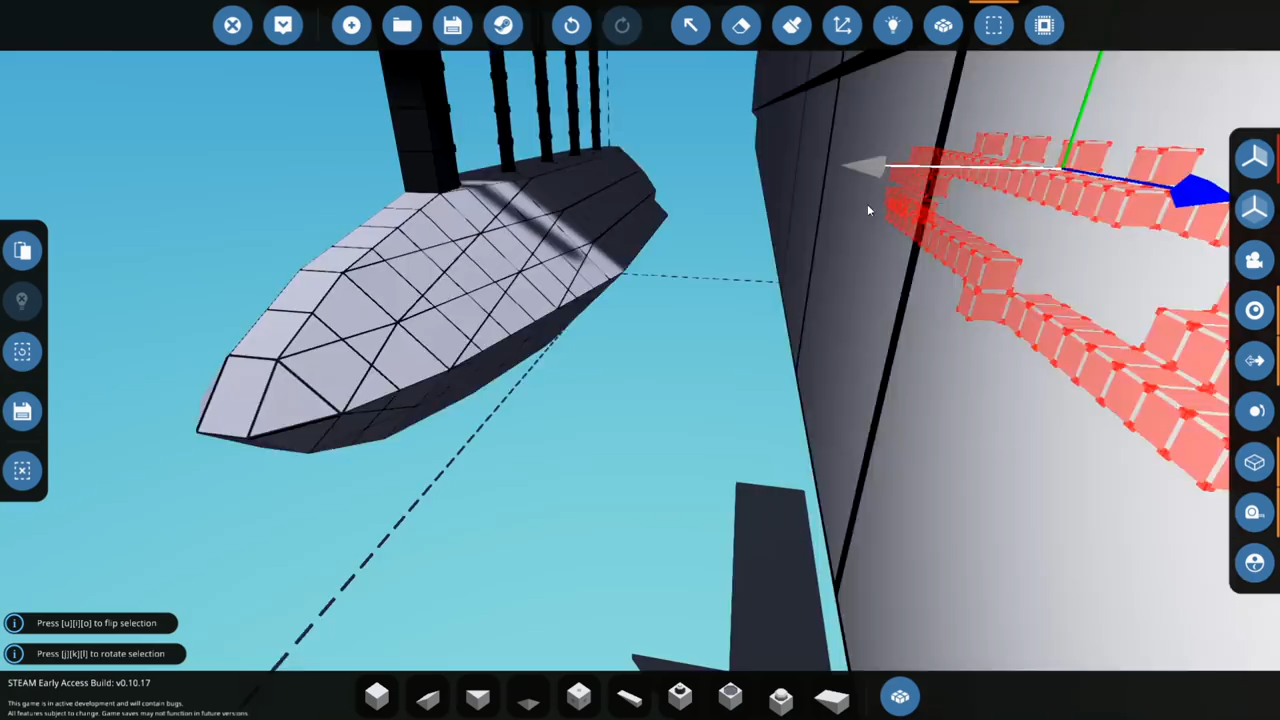 Press [u][i][o] to flip selection
Press [j][k][l] to rotate selection
STEAM Early Access Build: v0.10.17
This game is in active development and will contain bugs.
All features subject to change. Game saves may not function in future versions